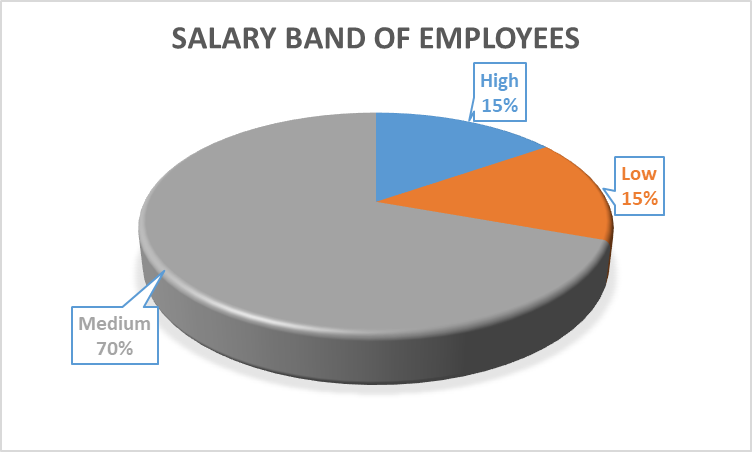 SALARY BAND OF EMPLOYEES
High
15%
Low
15%
Medium
70%